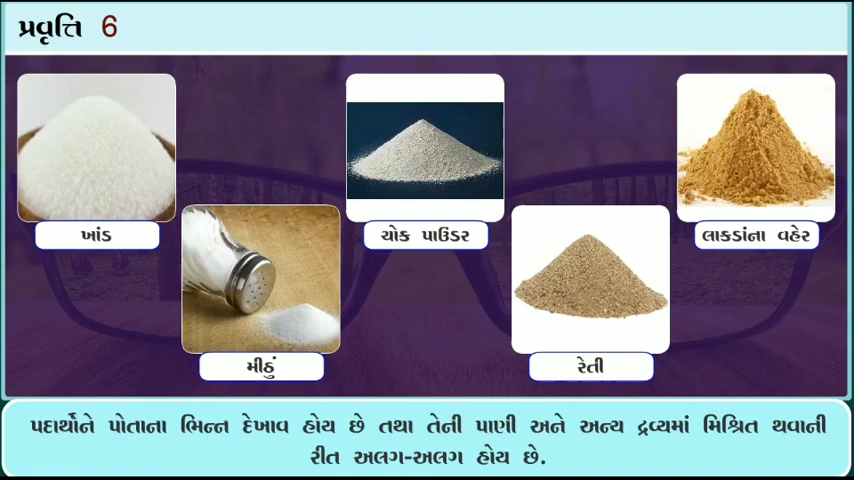 પ્રવૃત્તિ 6
ખાંડ
ચોક પાઉડર
લાકડાંના વહેર
મીઠું
રેતી
પદાર્થોને પોતાના ભિન્ન દેખાવ હોય છે તથા તેની પાણી અને અન્ય દ્રવ્યમાં મિશ્રિત થવાની
રીત અલગ-અલગ હોય છે.